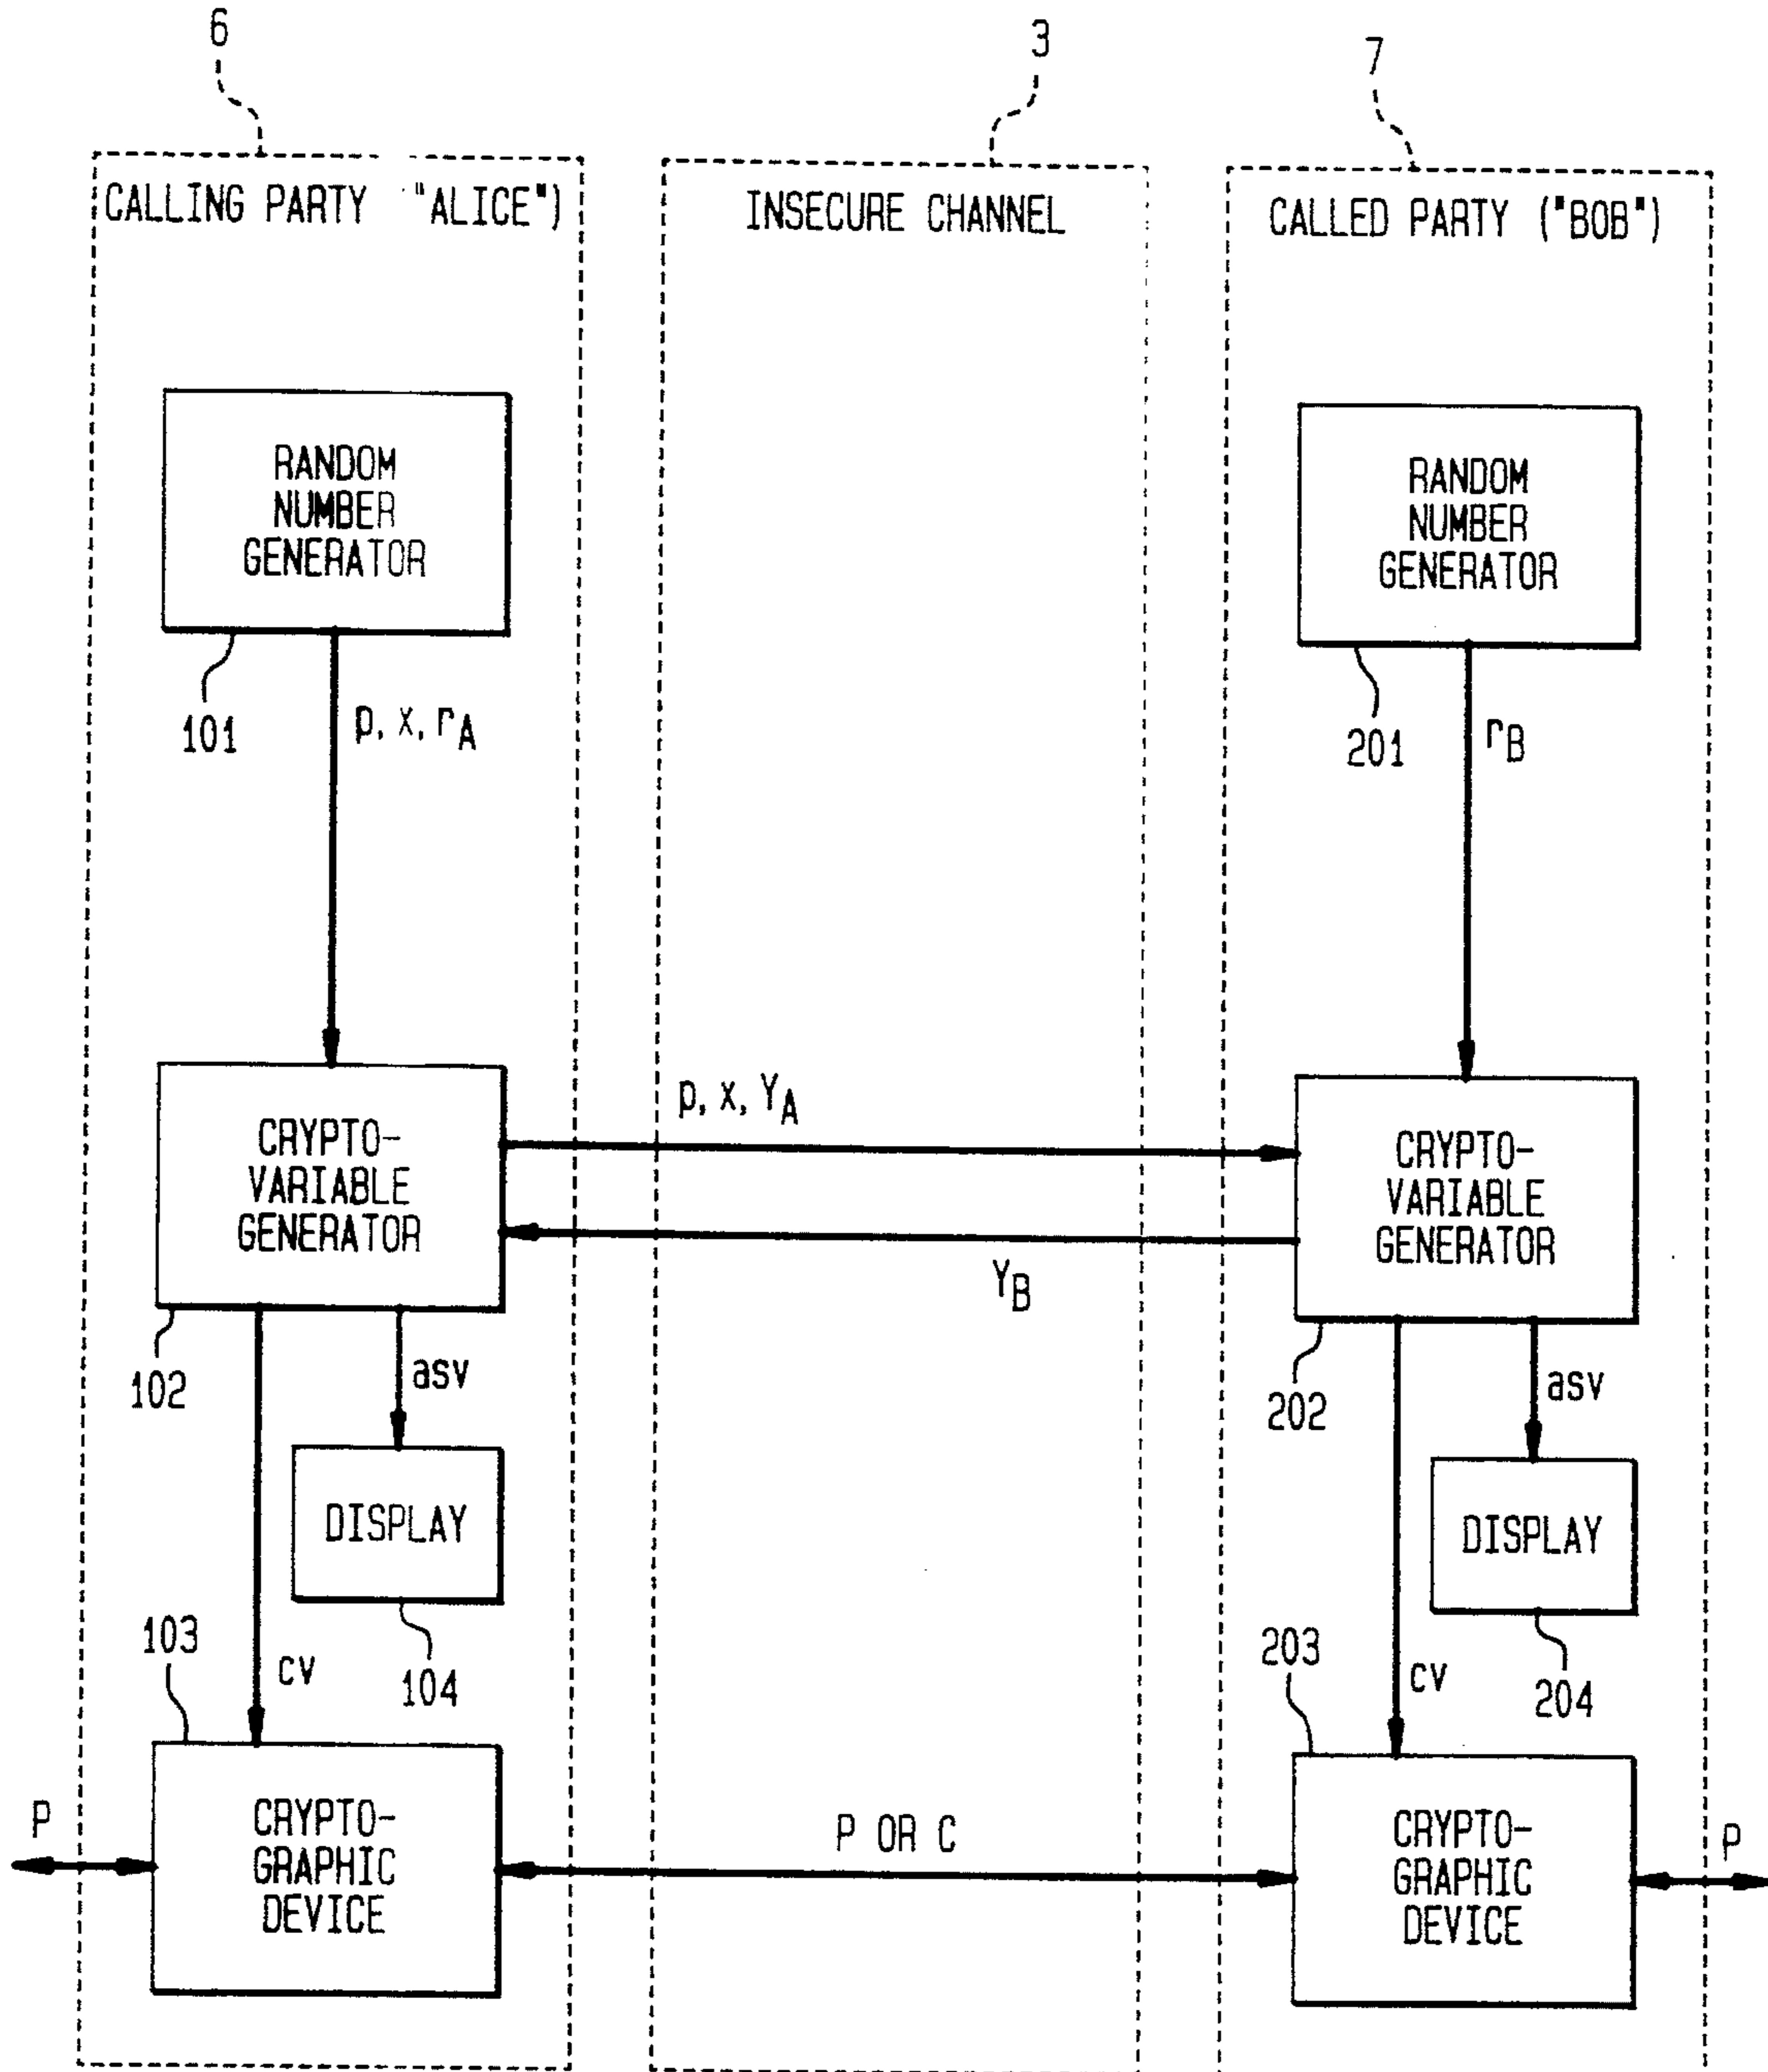 6
3
7
CALLING PARTY "ALICE")
INSECURE CHANNEL
CALLED PARTY ("BOB")
RANDOM
NUMBER
GENERATOR
RANDOM
NUMBER
GENERATOR
101
p, x, rA
201
rB
CRYPTO-
VARIABLE
GENERATOR
p, x, YA
YB
CRYPTO-
VARIABLE
GENERATOR
102
asv
202
asv
DISPLAY
DISPLAY
103
cv
104
203
cv
204
P
CRYPTO-
GRAPHIC
DEVICE
P OR C
CRYPTO-
GRAPHIC
DEVICE
P